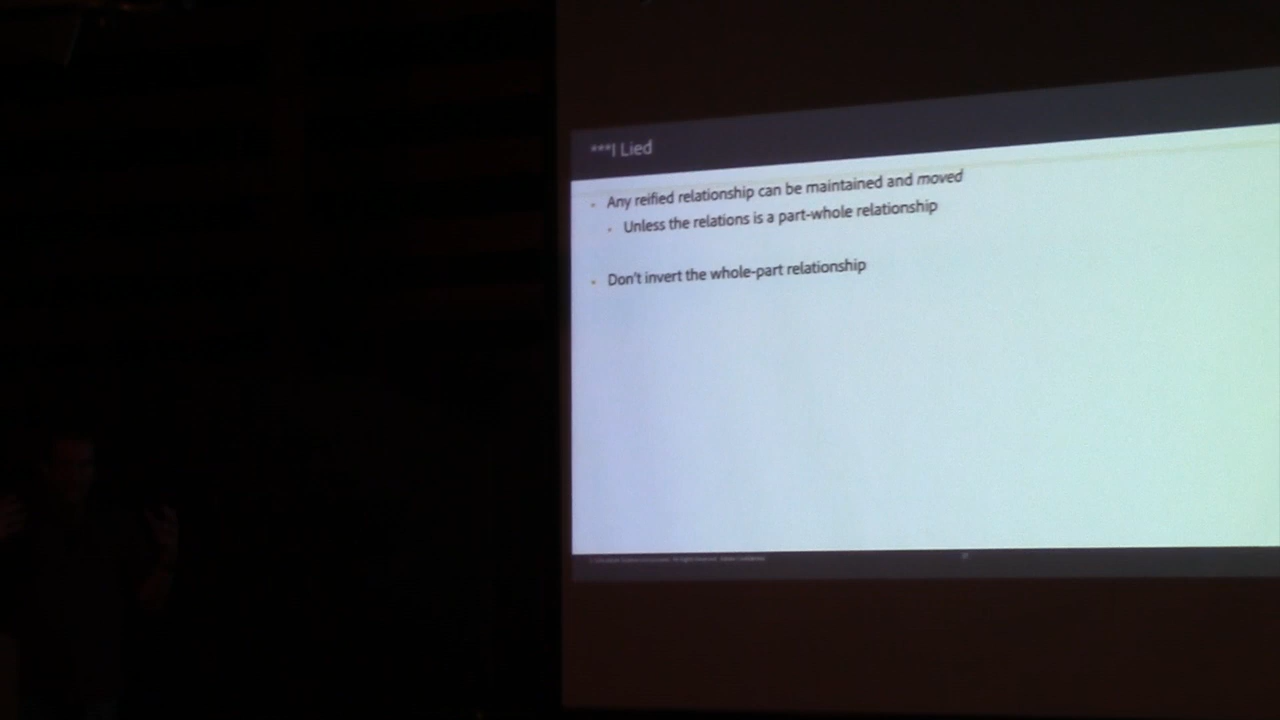 ***I Lied
Any reified relationship can be maintained and moved
Unless the relations is a part-whole relationship
Don't invert the whole-part relationship